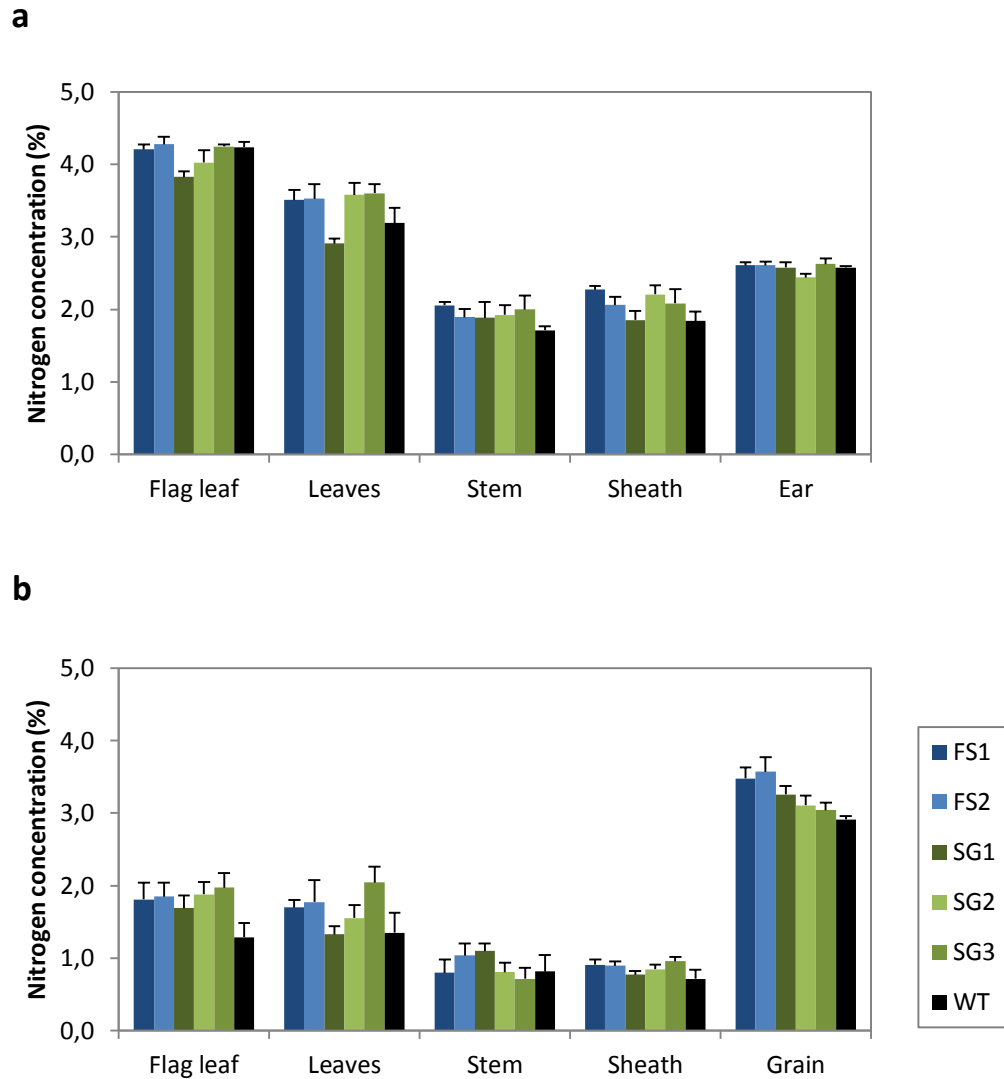 a
Nitrogen concentration (%)
5,0
4,0
3,0
2,0
1,0
0,0
Flag leaf Leaves Stem Sheath Ear
b
Nitrogen concentration (%)
5,0
4,0
3,0
2,0
1,0
0,0
Flag leaf Leaves Stem Sheath Grain
FS1
FS2
SG1
SG2
SG3
WT